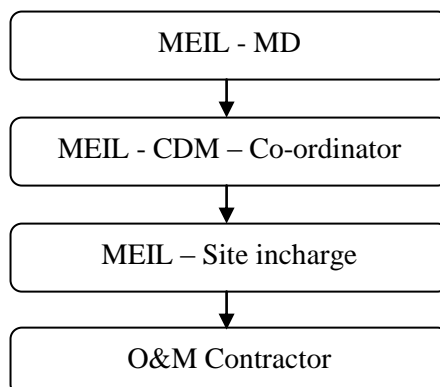 MEIL - MD
MEIL - CDM – Co-ordinator
MEIL – Site incharge
O&M Contractor